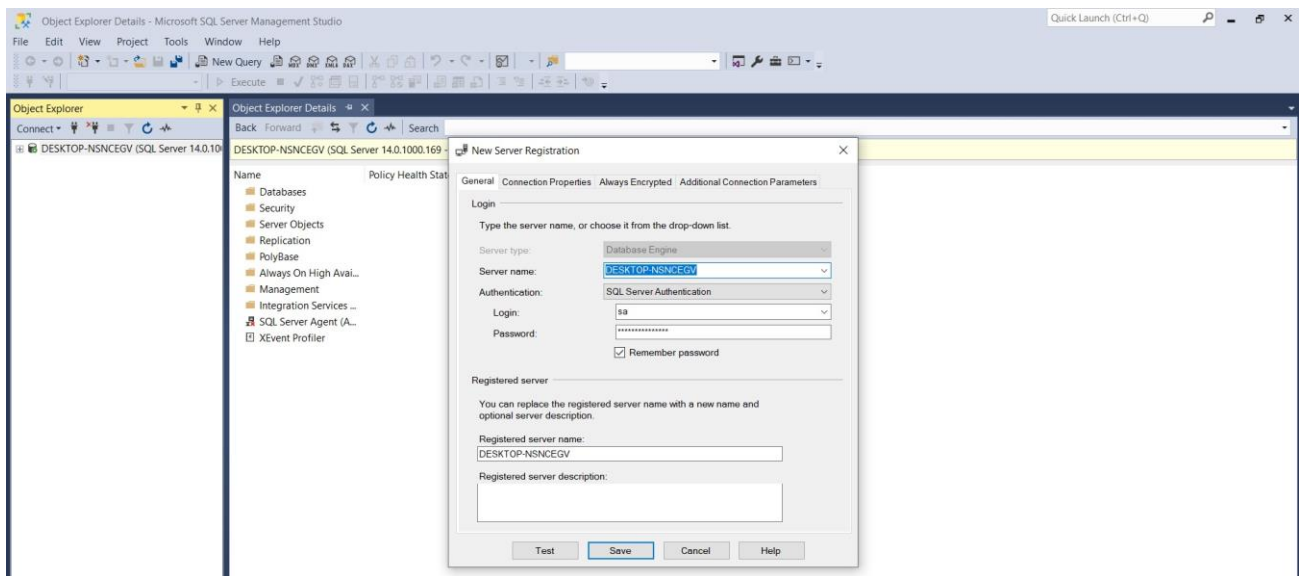 Object Explorer Details - Microsoft SQL Server Management Studio
Quick Launch (Ctrl+Q)
File Edit View Project Tools Window Help
New Query
Execute
Object Explorer
Object Explorer Details
Connect
Back Forward Search
DESKTOP-NSNCEGV (SQL Server 14.0.10
DESKTOP-NSNCEGV (SQL Server 14.0.1000.169 -
Name Policy Health Stat
Databases
Security
Server Objects
Replication
PolyBase
Always On High Avai...
Management
Integration Services ...
SQL Server Agent (A...
XEvent Profiler
New Server Registration
General Connection Properties Always Encrypted Additional Connection Parameters
Login
Type the server name, or choose it from the drop-down list.
Server type: Database Engine
Server name: DESKTOP-NSNCEGV
Authentication: SQL Server Authentication
Login: sa
Password: ***************
Remember password
Registered server
You can replace the registered server name with a new name and
optional server description.
Registered server name:
DESKTOP-NSNCEGV
Registered server description:
Test Save Cancel Help